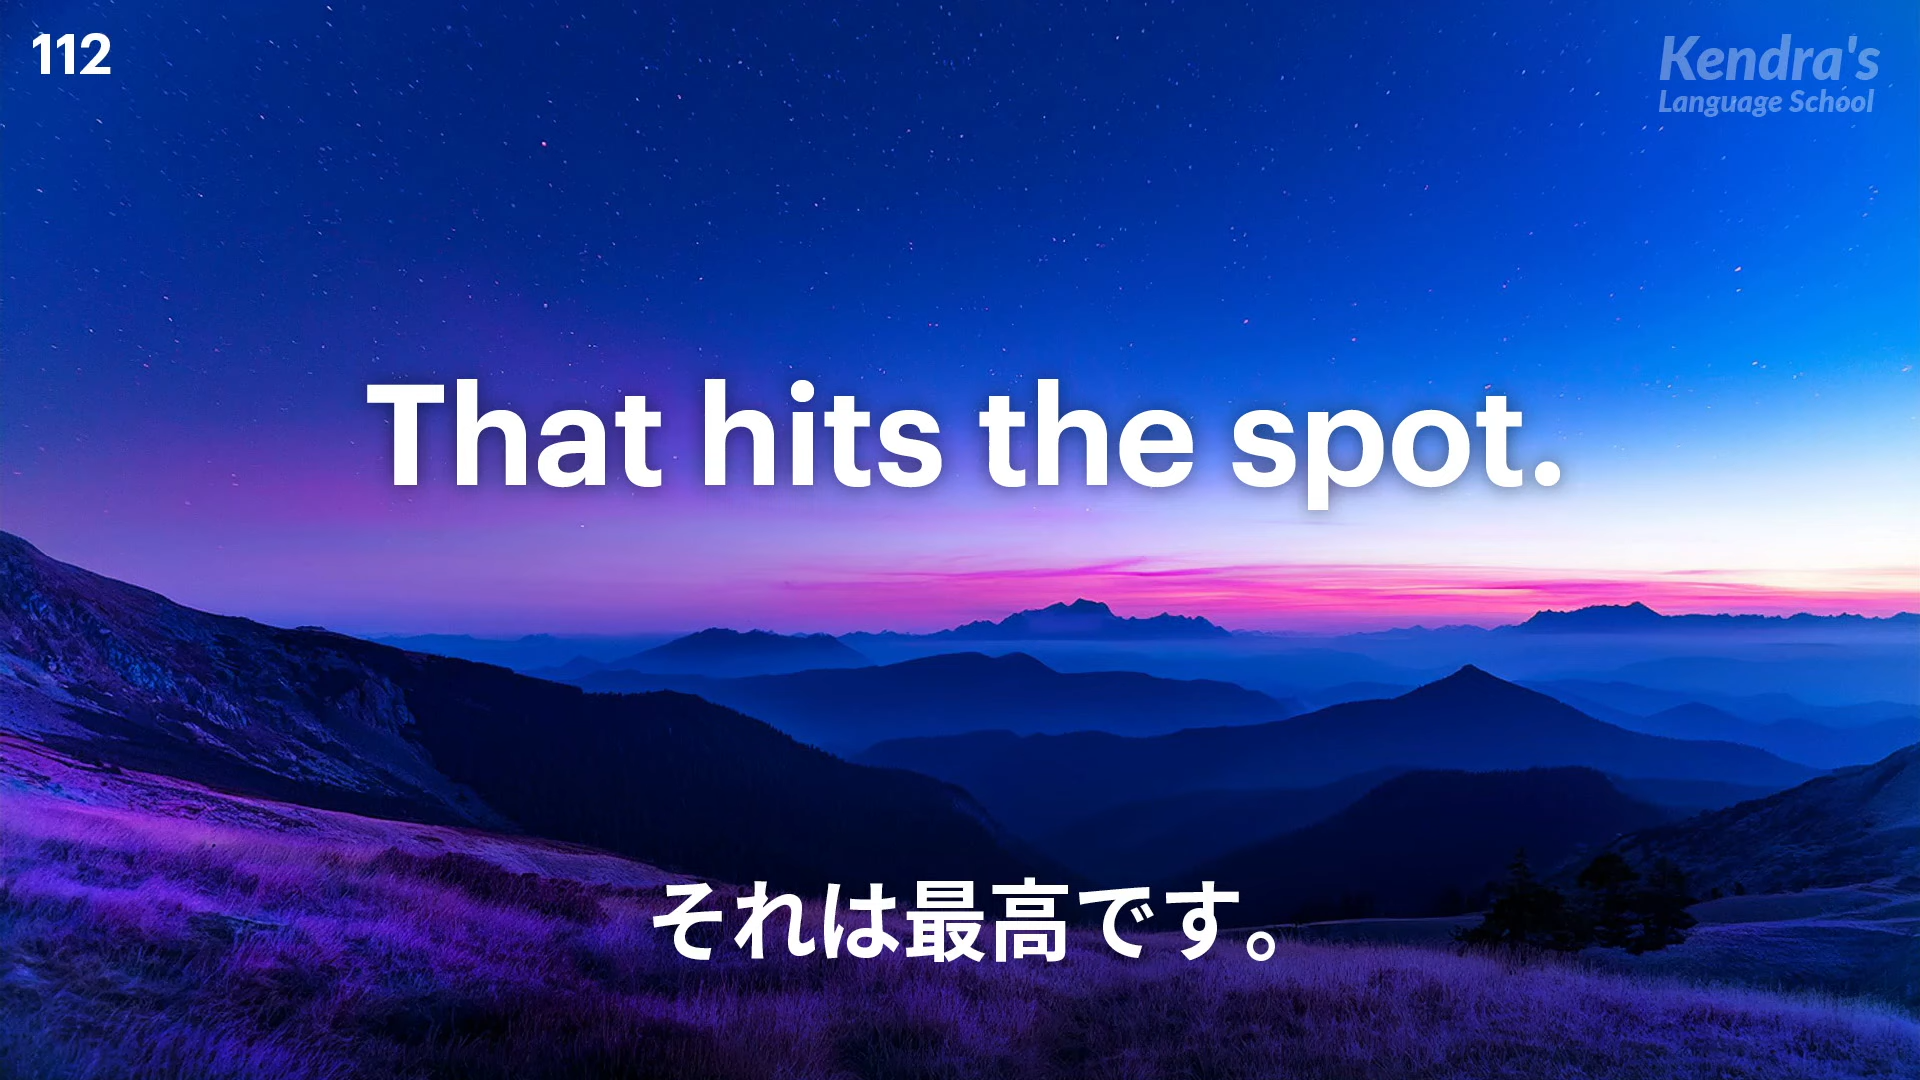 112
Kendra's
Language School
That hits the spot.
それは最高です。